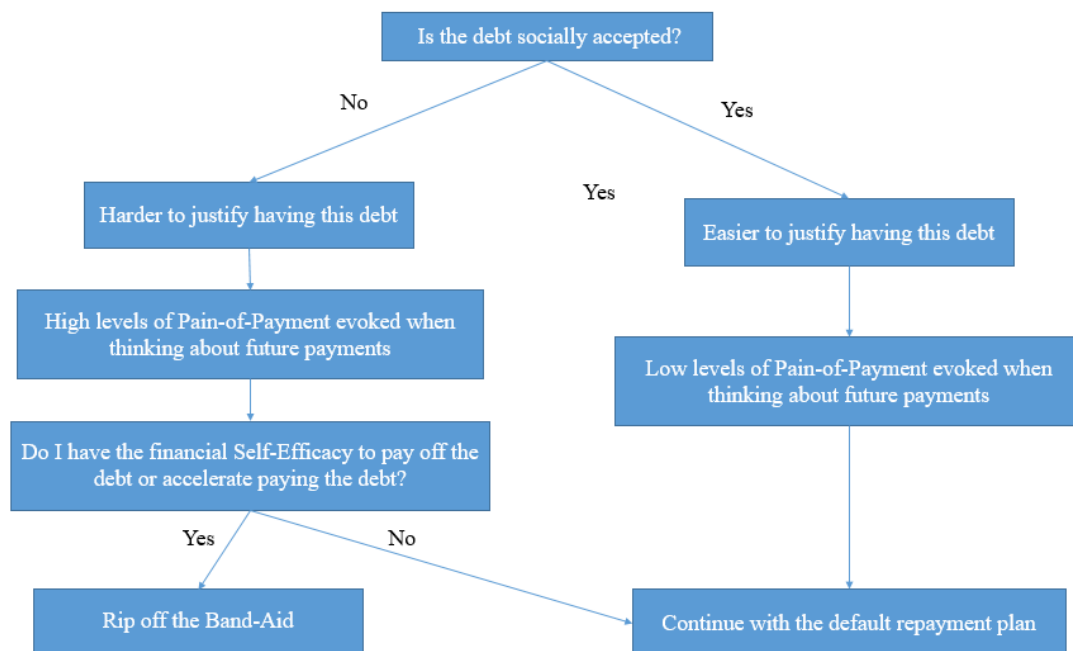 Is the debt socially accepted?
No
Yes
Yes
Harder to justify having this debt
Easier to justify having this debt
High levels of Pain-of-Payment evoked when
thinking about future payments
Low levels of Pain-of-Payment evoked when
thinking about future payments
Do I have the financial Self-Efficacy to pay off the
debt or accelerate paying the debt?
Yes
No
Rip off the Band-Aid
Continue with the default repayment plan